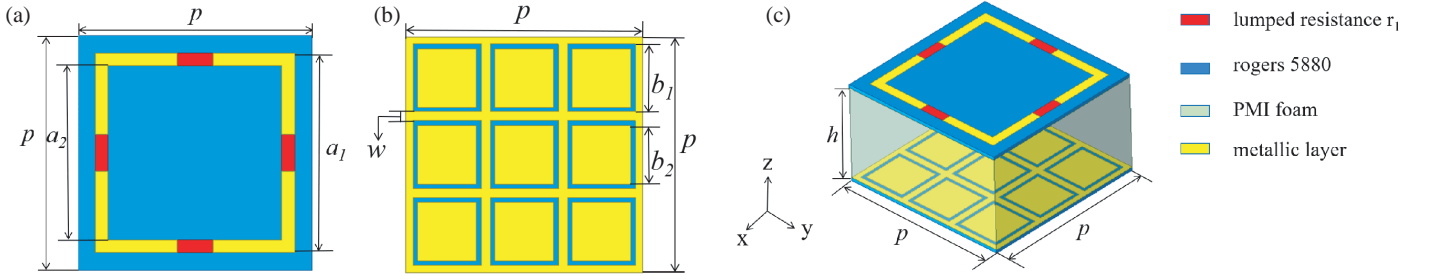 (a)
p
p
a2
a1
(b)
p
b1
w
b2
p
(c)
h
z
x
y
p
p
lumped resistance r1
rogers 5880
PMI foam
metallic layer